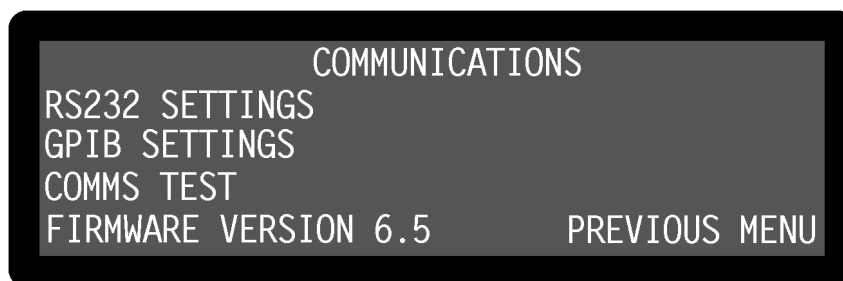 COMMUNICATIONS
RS232 SETTINGS
GPIB SETTINGS
COMMS TEST
FIRMWARE VERSION 6.5 PREVIOUS MENU